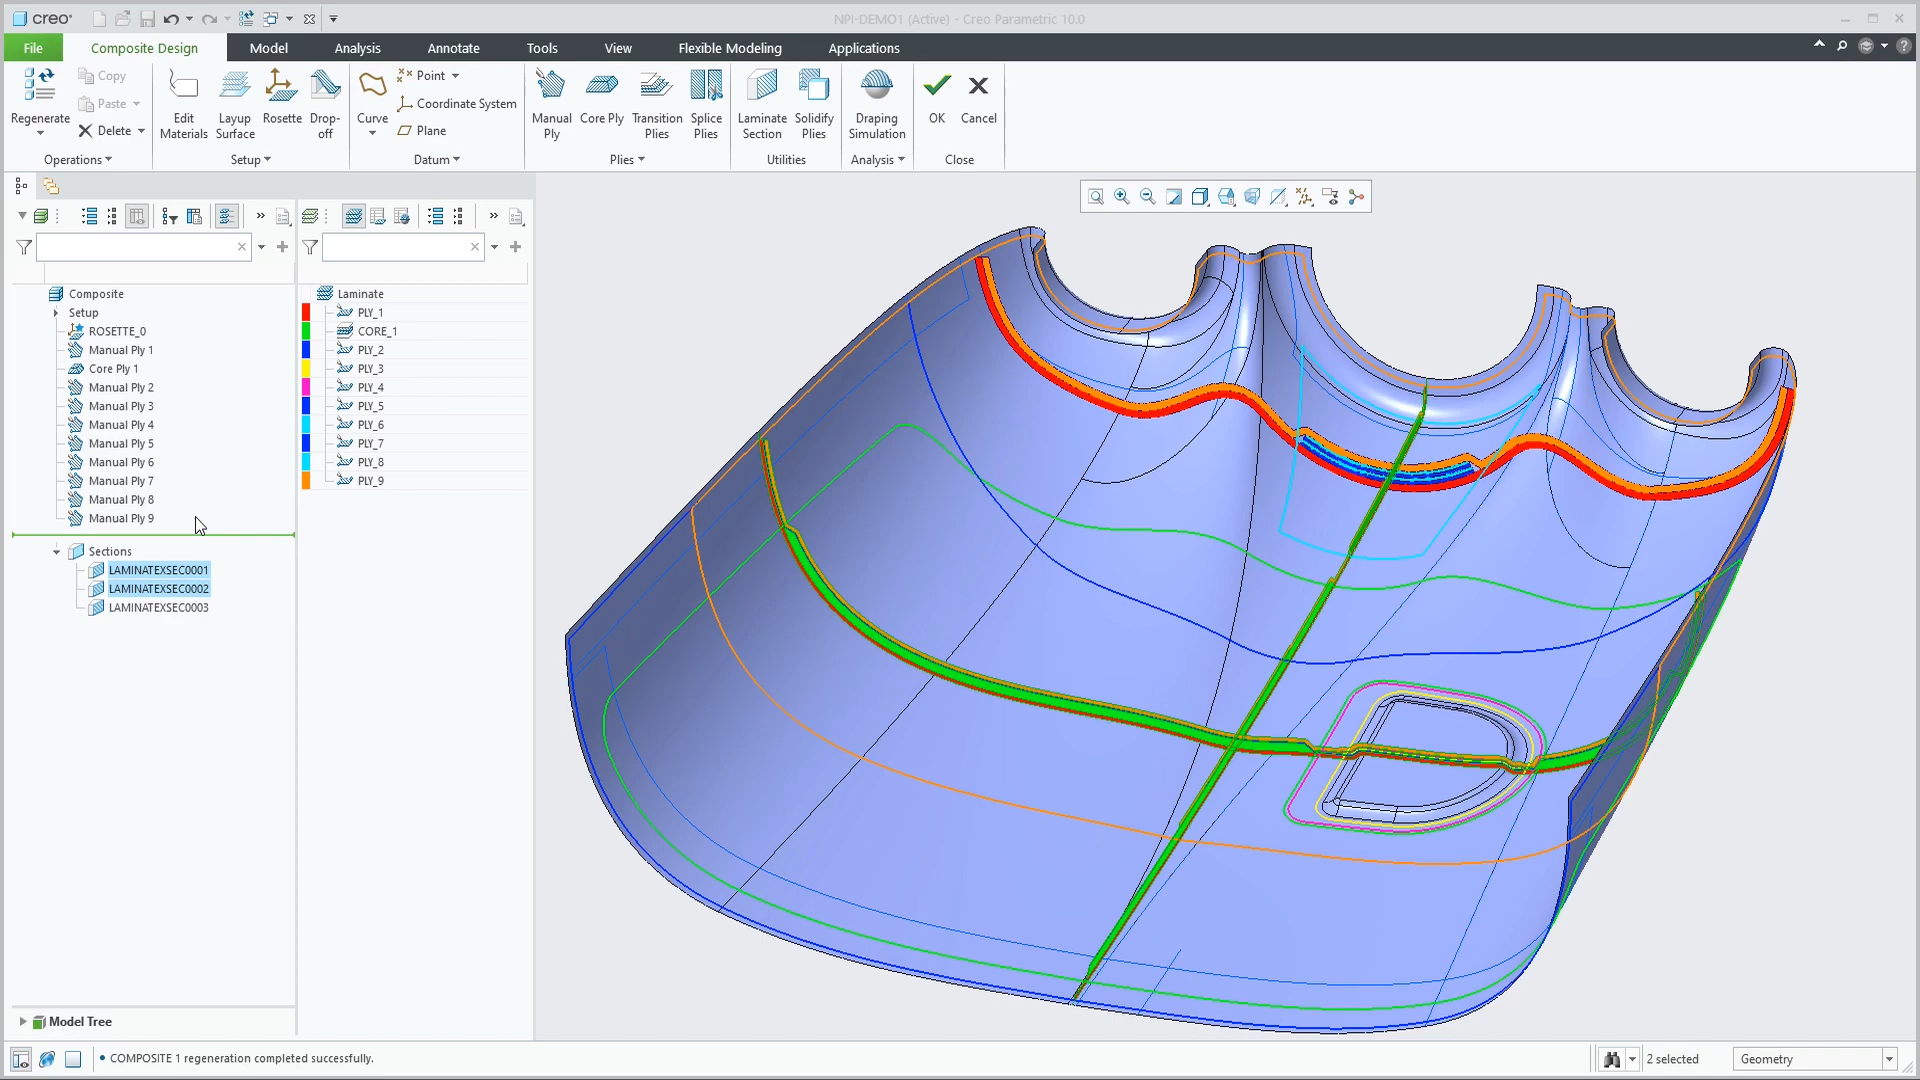 creo
NPI-DEMO1 (Active) - Creo Parametric 10.0
File
Composite Design
Model
Analysis
Annotate
Tools
View
Flexible Modeling
Applications
Regenerate
Copy
Paste
Delete
Operations
Edit Materials
Layup Surface
Rosette
Drop-off
Setup
Curve
Point
Coordinate System
Plane
Datum
Manual Ply
Core Ply
Transition Plies
Splice Plies
Plies
Laminate Section
Solidify Plies
Utilities
Draping Simulation
Analysis
OK
Cancel
Close
Composite
Setup
ROSETTE_0
Manual Ply 1
Core Ply 1
Manual Ply 2
Manual Ply 3
Manual Ply 4
Manual Ply 5
Manual Ply 6
Manual Ply 7
Manual Ply 8
Manual Ply 9
Sections
LAMINATEXSEC0001
LAMINATEXSEC0002
LAMINATEXSEC0003
Laminate
PLY_1
CORE_1
PLY_2
PLY_3
PLY_4
PLY_5
PLY_6
PLY_7
PLY_8
PLY_9
Model Tree
• COMPOSITE 1 regeneration completed successfully.
2 selected
Geometry